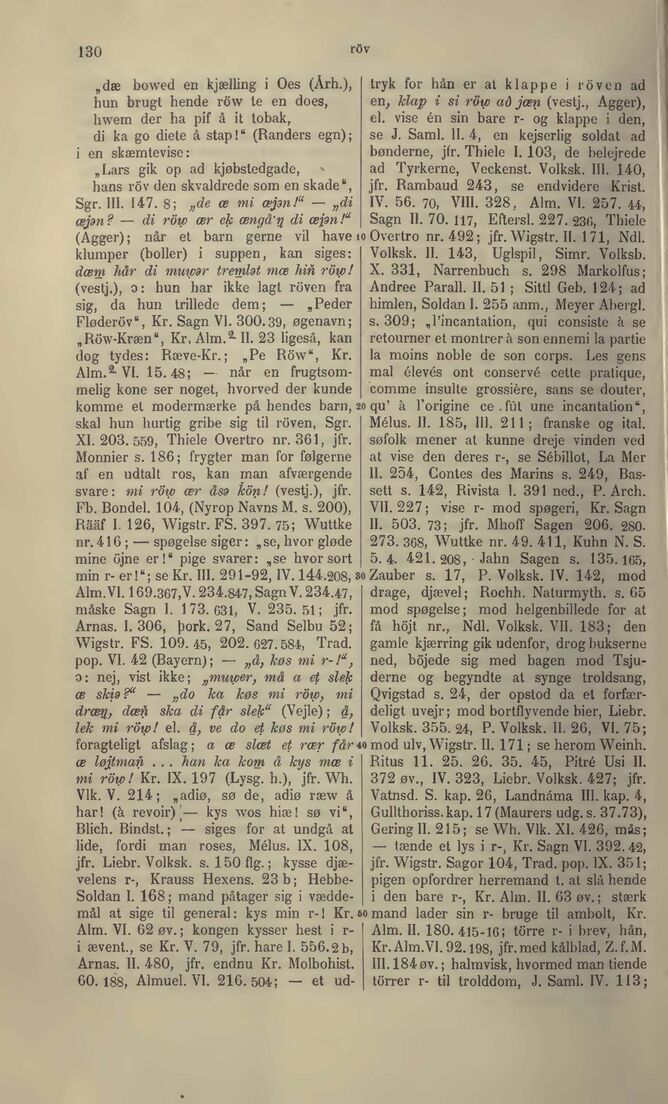 130
röv
„dæ bowed en kjælling i Oes (Årh.),
hun brugt hende röw te en does,
hwem der ha pif å it tobak,
di ka go diete å stap!“ (Randers egn);
i en skæmtevise:
„Lars gik op ad kjøbstedgade,
hans röv den skvaldrede som en skade“,
Sgr. III. 147. 8; „de æ mi æjən!“ — „di
æjən? — di röw ær di æjən!“
(Agger); når et barn gerne vil have
klumper (boller) i suppen, kan siges:
dæm hår di muwər tremlət mæ hiń röw!
(vestj.), ɔ: hun har ikke lagt röven fra
sig, da hun trillede dem; — „Peder
Fløderöv“, Kr. Sagn VI. 300. 39, øgenavn;
„Röw-Kræn“, Kr, Alm.2. II. 23 ligeså, kan
dog tydes: Ræve-Kr.; „Pe Röw“, Kr.
Alm.2. VI. 15. 48; — når en frugtsom-
melig kone ser noget, hvorved der kunde
komme et modermærke på hendes barn,
skal hun hurtig gribe sig til röven, Sgr.
XI. 203. 559, Thiele Overtro nr. 361, jfr.
Monnier s. 186; frygter man for følgerne
af en udtalt ros, kan man afværgende
svare: mi röw ær åsə kön! (vestj.), jfr.
Fb. Bondel. 104, (Nyrop Navns M. s. 200),
Rääf I. 126, Wigstr. FS. 397. 75; Wuttke
nr. 416; — spøgelse siger: „se, hvor gløde
mine öjne er!“ pige svarer: „se hvor sort
min r- er!“; se Kr. III. 291-92, IV. 144. 208,
Alm. VI. 169. 367, V. 234. 847, Sagn V. 234. 47,
måske Sagn I. 173. 631, V. 235. 51; jfr.
Arnas. I. 306, þork. 27, Sand Selbu 52;
Wigstr. FS. 109. 45, 202. 627. 584, Trad.
pop. VI. 42 (Bayern); — „å, køs mi r-!“,
ɔ: nej, vist ikke; „muwer, må a et slek
æ skiə?“ — „do ka køs mi röw, mi
dræŋ, dæń ska di får slek“ (Vejle); å,
lek mi röw! el. å, ve do et køs mi röw!
foragteligt afslag; a æ slæt et rær får
æ løjtmań ... han ka kom å kys mæ i
mi röw! Kr. IX. 197 (Lysg. h.), jfr. Wh.
Vlk. V. 214; „adiø, sø de, adiø ræw å
har! (à revoir) — kys wos hiæ! sø vi“,
Blich. Bindst.; — siges for at undgå at
lide, fordi man roses, Mélus. IX. 108,
jfr. Liebr. Volksk. s. 150 flg.; kysse djæ-
velens r-, Krauss Hexens. 23 b; Hebbe-
Soldan I. 168; mand påtager sig i vædde-
mål at sige til general: kys min r-! Kr.
Alm. VI. 62 øv.; kongen kysser hest i r-
i ævent., se Kr. V. 79, jfr. hare I. 556. 2 b,
Arnas. II. 480, jfr. endnu Kr. Molbohist.
60. 188, Almuel. VI. 216. 504; — et ud-
tryk for hån er at klappe i röven ad
en, klap i si röw að jæn (vestj., Agger),
el. vise én sin bare r- og klappe i den,
se J. Saml. II. 4, en kejserlig soldat ad
bønderne, jfr. Thiele I. 103, de belejrede
ad Tyrkerne, Veckenst. Volksk. III. 140,
jfr. Rambaud 243, se endvidere Krist.
IV. 56. 70, VIII. 328, Alm. VI. 257. 44,
Sagn II. 70. 117, Eftersl. 227. 236, Thiele
10 Overtro nr. 492; jfr. Wigstr. II. 171, Ndl.
Volksk. II. 143, Uglspil, Simr. Volksb.
X. 331, Narrenbuch s. 298 Markolfus;
Andree Parall. II. 51; Sittl Geb. 124; ad
himlen, Soldan I. 255 anm., Meyer Abergl.
s. 309; „l'incantation, qui consiste à se
retourner et montrer à son ennemi la partie
la moins noble de son corps. Les gens
mal élevés ont conservé cette pratique,
comme insulte grossière, sans se douter,
20 qu' à l'origine ce fût une incantation“,
Mélus. II. 185, III. 211; franske og ital.
søfolk mener at kunne dreje vinden ved
at vise den deres r-, se Sébillot, La Mer
II. 254, Contes des Marins s. 249, Bas-
sett s. 142, Rivista I. 391 ned., P. Arch.
VII. 227; vise r- mod spøgeri, Kr. Sagn
II. 503. 73; jfr. Mhoff Sagen 206. 280.
273. 368, Wuttke nr. 49. 411, Kuhn N. S.
5. 4. 421. 208, Jahn Sagen s. 135. 165,
30 Zauber s. 17, P. Volksk. IV. 142, mod
drage, djævel; Rochh. Naturmyth. s. 65
mod spøgelse; mod helgenbillede for at
få höjt nr., Ndl. Volksk. VII. 183; den
gamle kjærring gik udenfor, drog bukserne
ned, böjede sig med bagen mod Tsju-
derne og begyndte at synge troldsang,
Qvigstad s. 24, der opstod da et forfær-
deligt uvejr; mod bortflyvende bier, Liebr.
Volksk. 355. 24, P. Volksk. II. 26, VI. 75;
40 mod ulv, Wigstr. II. 171; se herom Weinh.
Ritus 11. 25. 26. 35. 45, Pitré Usi II.
372 øv., IV. 323, Liebr. Volksk. 427; jfr.
Vatnsd. S. kap. 26, Landnáma III. kap. 4,
Gullthoriss. kap. 17 (Maurers udg. s. 37. 73),
Gering II. 215; se Wh. Vlk. XI. 426, mås;
— tænde et lys i r-, Kr. Sagn VI. 392. 42,
jfr. Wigstr. Sagor 104, Trad. pop. IX. 351;
pigen opfordrer herremand t. at slå hende
i den bare r-, Kr. Alm. II. 63 øv.; stærk
50 mand lader sin r- bruge til ambolt, Kr.
Alm. II. 180. 415-16; törre r- i brev, hån,
Kr. Alm. VI. 92. 198, jfr. med kålblad, Z. f. M.
III. 184 øv.; halmvisk, hvormed man tiende
törrer r- til trolddom, J. Saml. IV. 113;